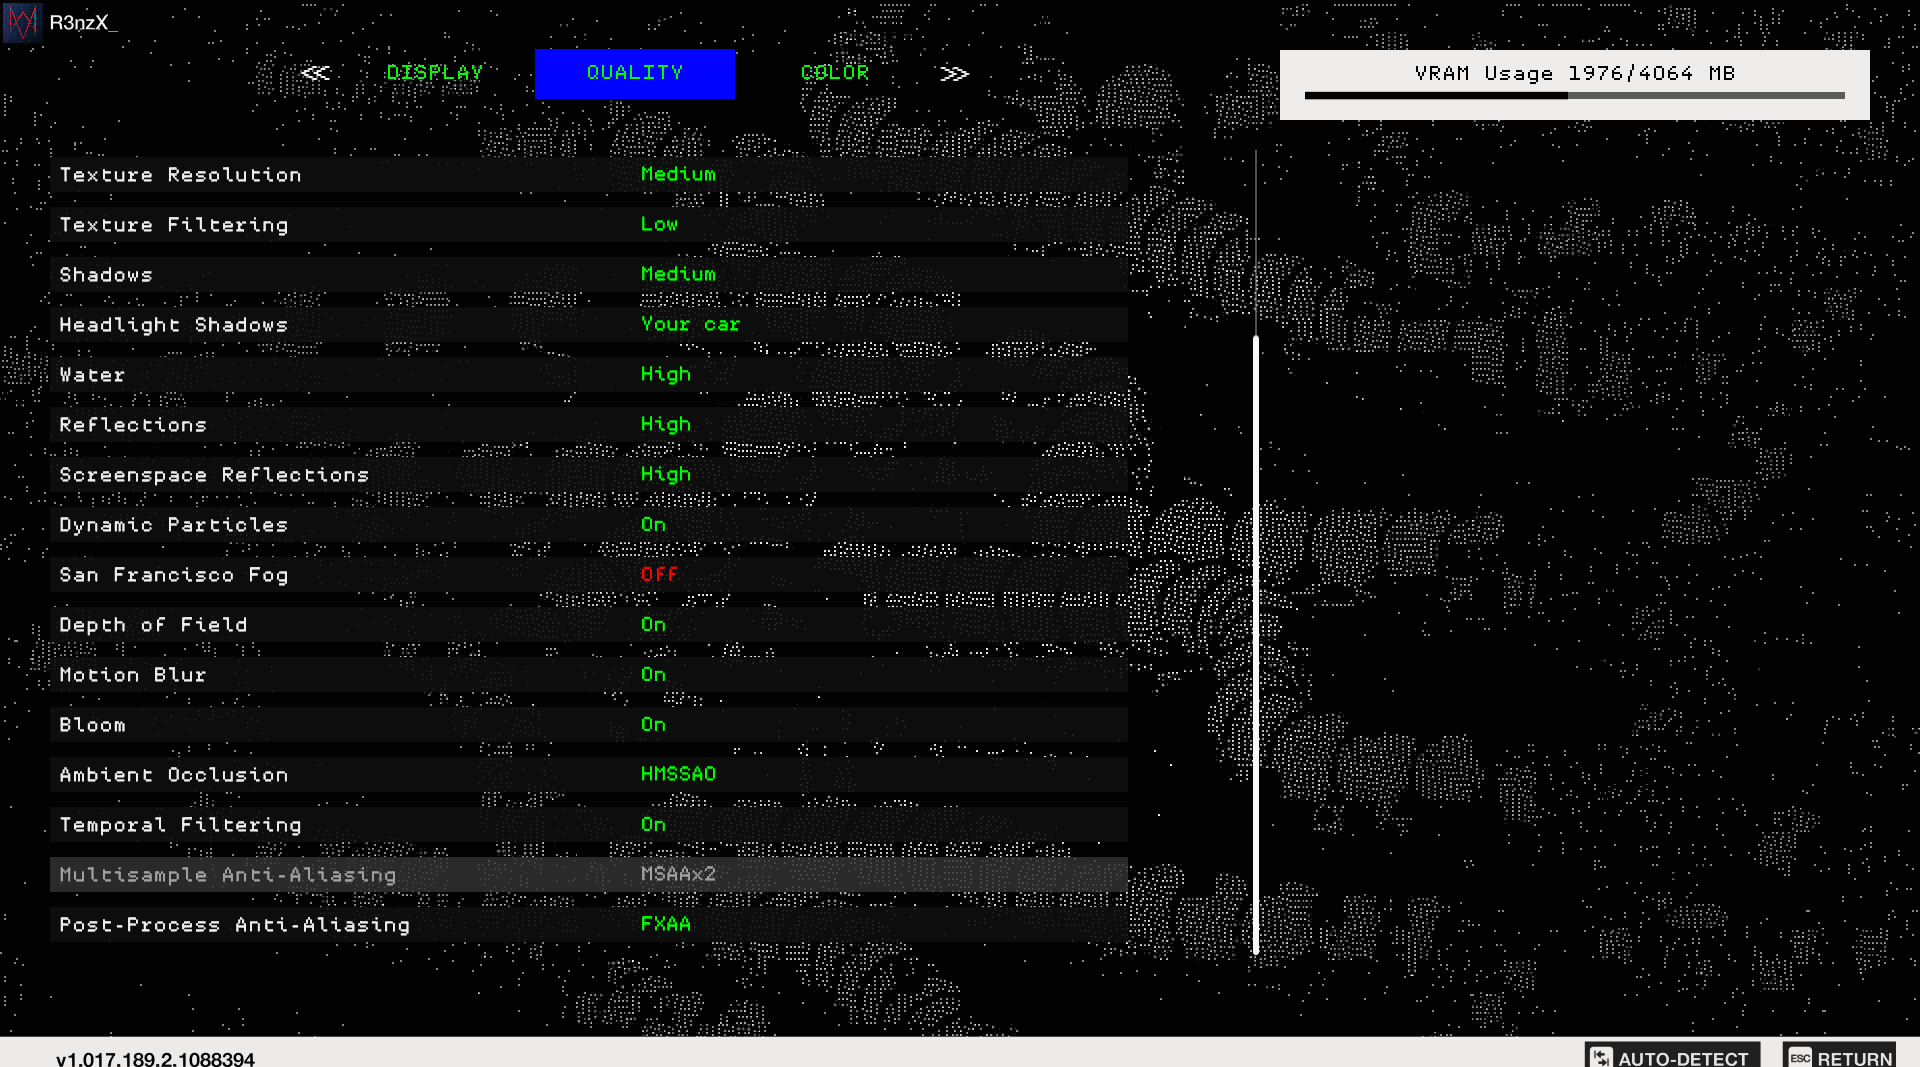 R3nzX_
DISPLAY QUALITY COLOR
VRAM Usage 1976/4064 MB
Texture Resolution Medium
Texture Filtering Low
Shadows Medium
Headlight Shadows Your car
Water High
Reflections High
Screenspace Reflections High
Dynamic Particles On
San Francisco Fog Off
Depth of Field On
Motion Blur On
Bloom On
Ambient Occlusion HMSSAO
Temporal Filtering On
Multisample Anti-Aliasing MSAAx2
Post-Process Anti-Aliasing FXAA
v1.017.189.2.1088394
AUTO-DETECT ESC RETURN